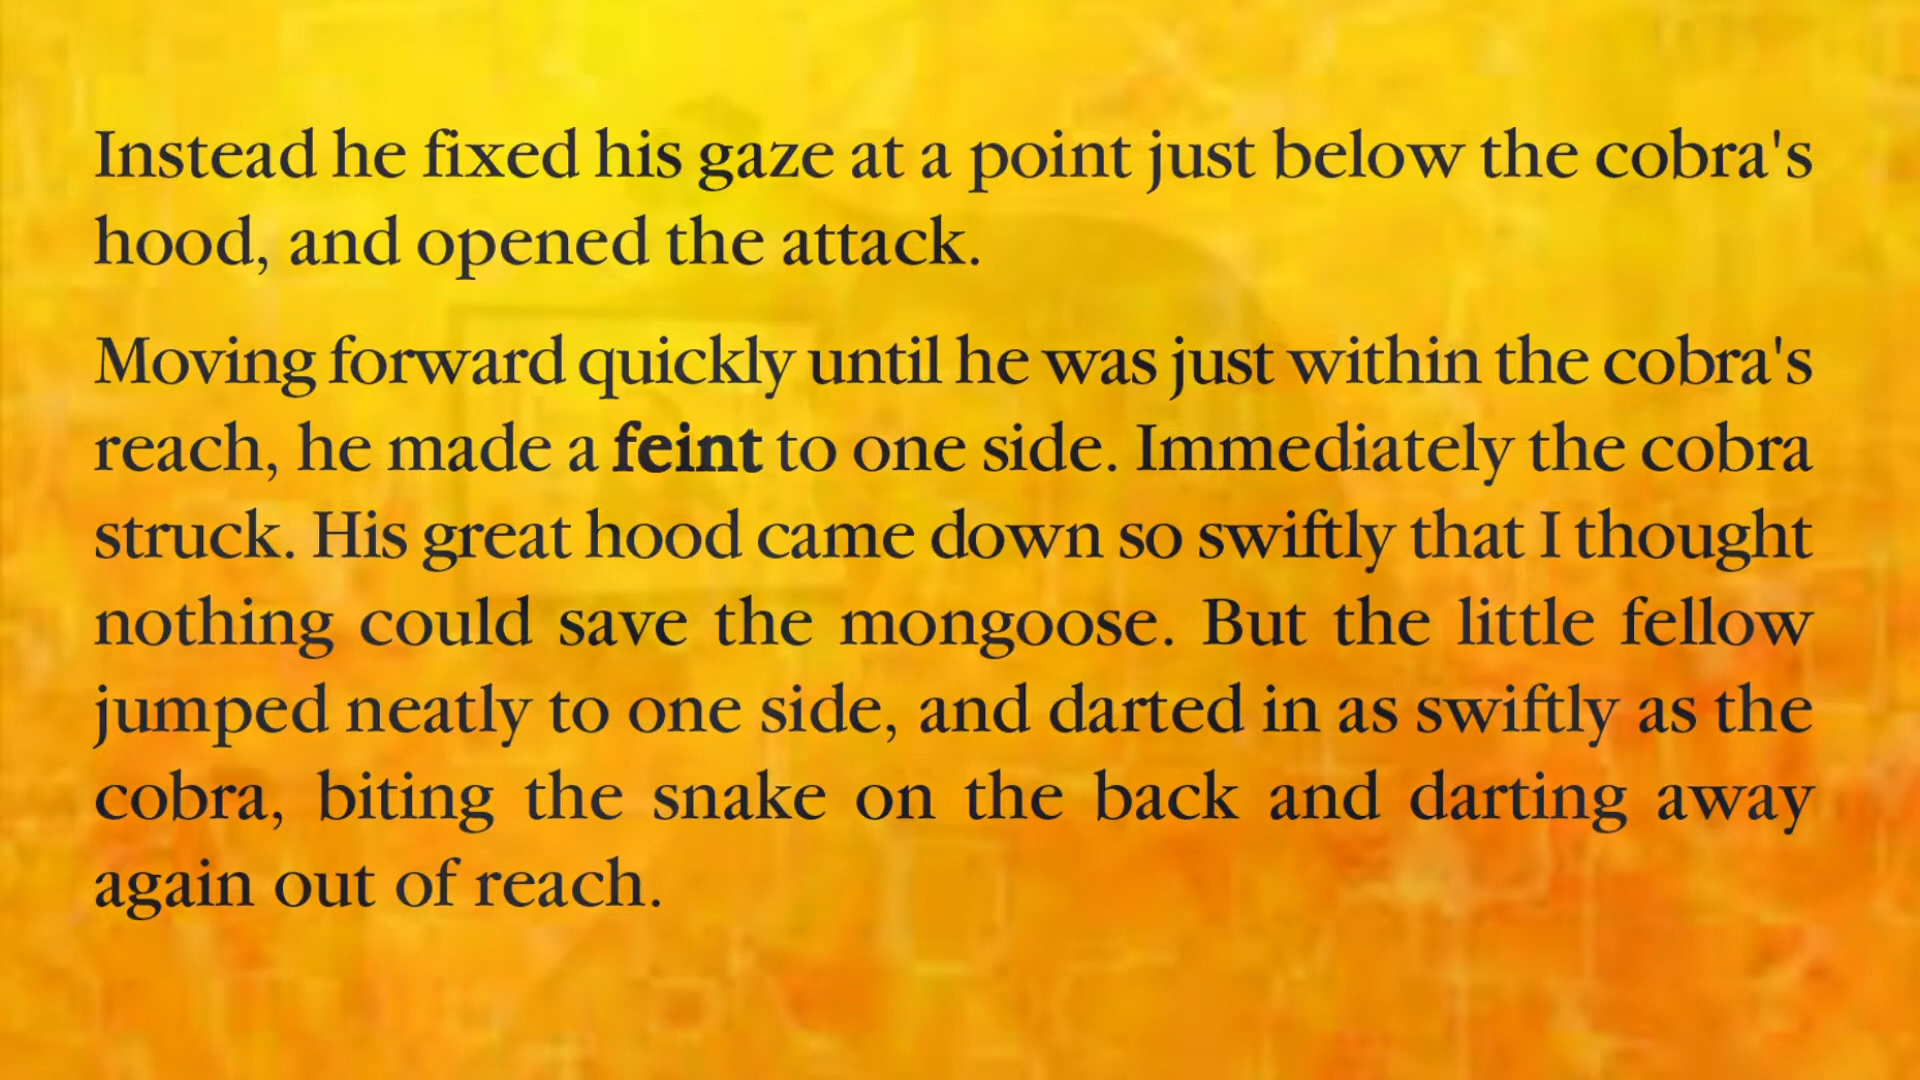 Instead he fixed his gaze at a point just below the cobra's
hood, and opened the attack.
Moving forward quickly until he was just within the cobra's
reach, he made a feint to one side. Immediately the cobra
struck. His great hood came down so swiftly that I thought
nothing could save the mongoose. But the little fellow
jumped neatly to one side, and darted in as swiftly as the
cobra, biting the snake on the back and darting away
again out of reach.